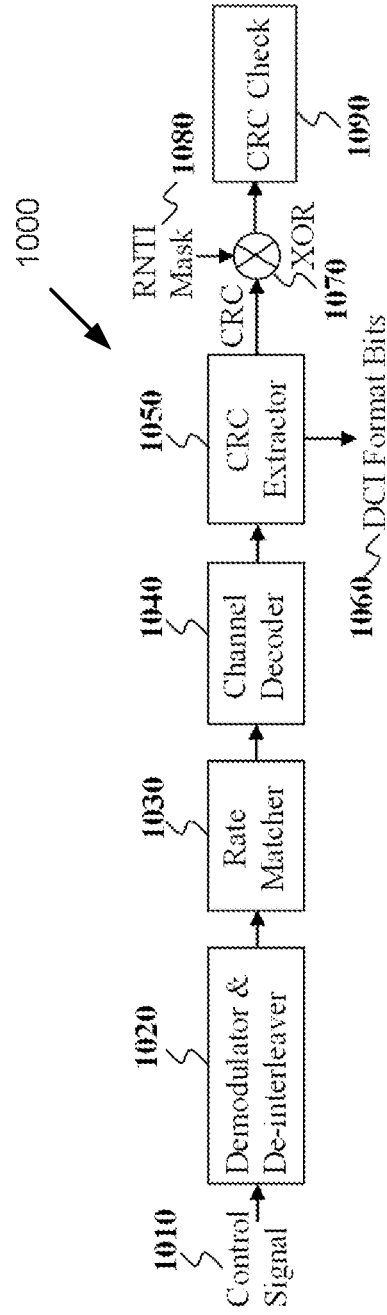 1000
1010
Control
Signal
1020
Demodulator &
De-interleaver
1030
Rate
Matcher
1040
Channel
Decoder
1050
CRC
Extractor
1060
DCI Format Bits
CRC
1070
XOR
RNTI
Mask
1080
CRC Check
1090